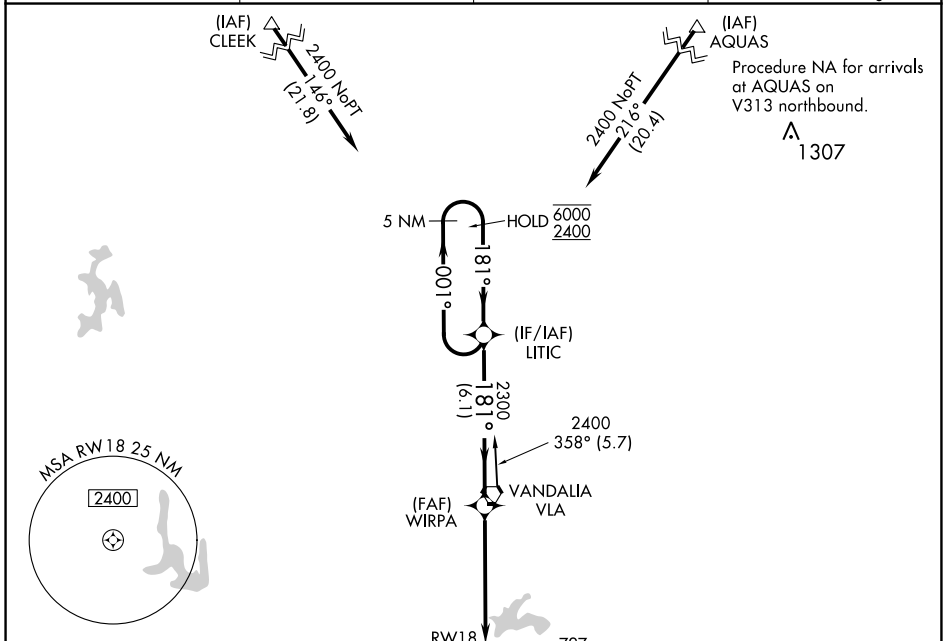 (IAF)
CLEEK
2400 NoPT
146°
(21.8)
(IAF)
AQUAS
2400 NoPT
216°
(20.4)
Procedure NA for arrivals
at AQUAS on
V313 northbound.
1307
5 NM
HOLD
6000
2400
181°
001°
(IF/IAF)
LITIC
2300
181°
(6.1)
2400
358° (5.7)
VANDALIA
VLA
(FAF)
WIRPA
MSA RW18 25 NM
2400
RW18